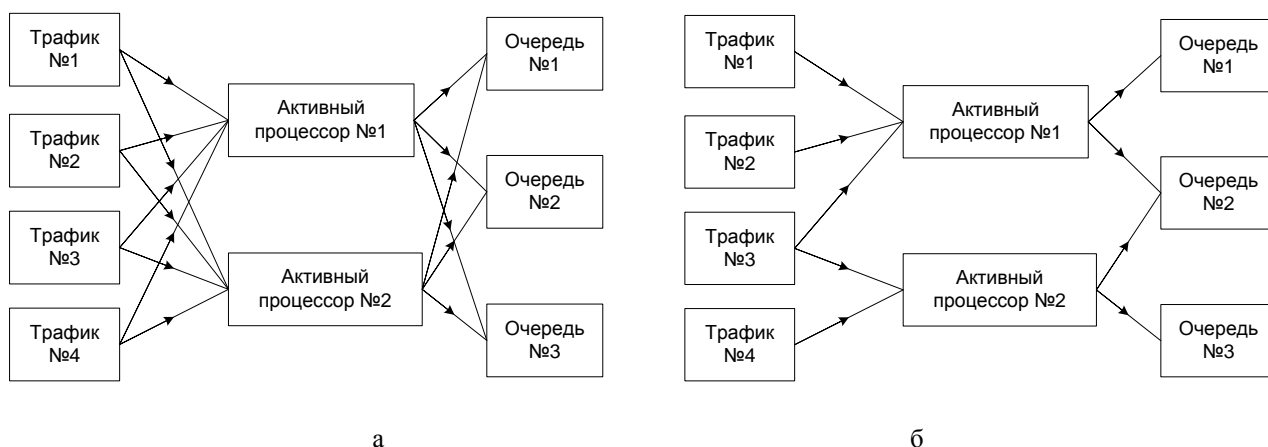 Трафик
№1
Трафик
№2
Трафик
№3
Трафик
№4
Активный
процессор №1
Активный
процессор №2
Очередь
№1
Очередь
№2
Очередь
№3
а
Трафик
№1
Трафик
№2
Трафик
№3
Трафик
№4
Активный
процессор №1
Активный
процессор №2
Очередь
№1
Очередь
№2
Очередь
№3
б